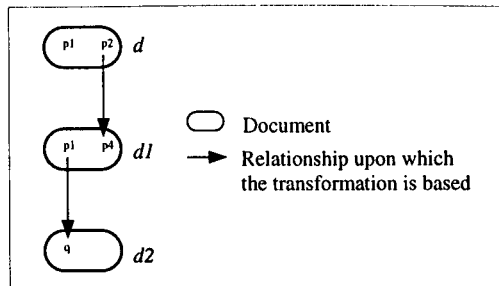 p1 p2 d
p1 p4 d1
Document
Relationship upon which
the transformation is based
q d2